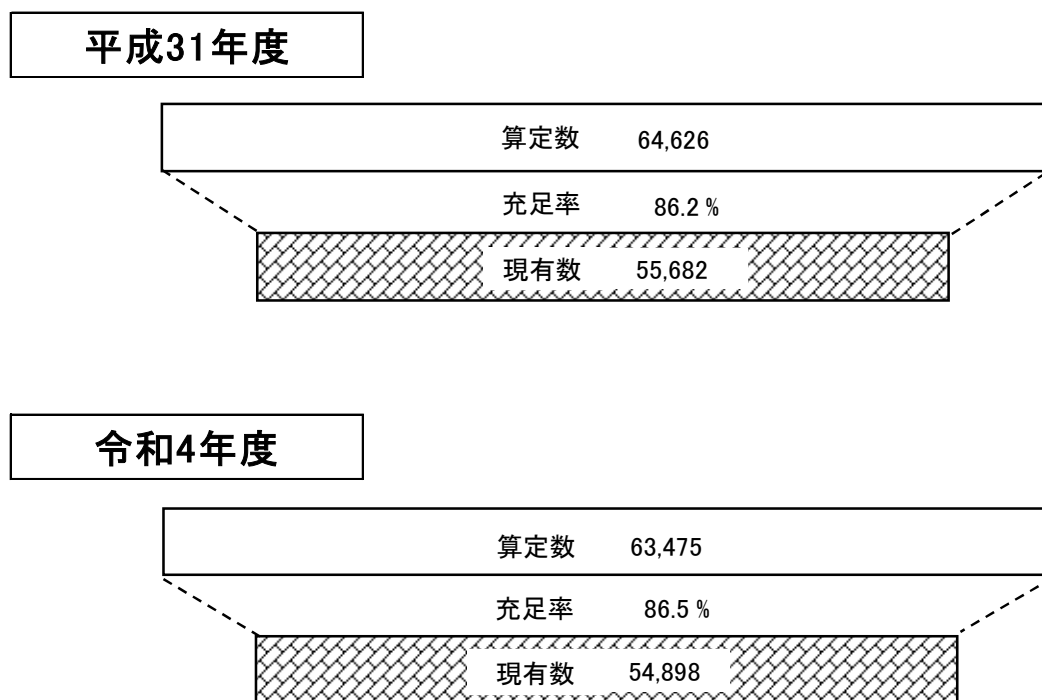 平成31年度
算定数 64,626
充足率 86.2 %
現有数 55,682
令和4年度
算定数 63,475
充足率 86.5 %
現有数 54,898